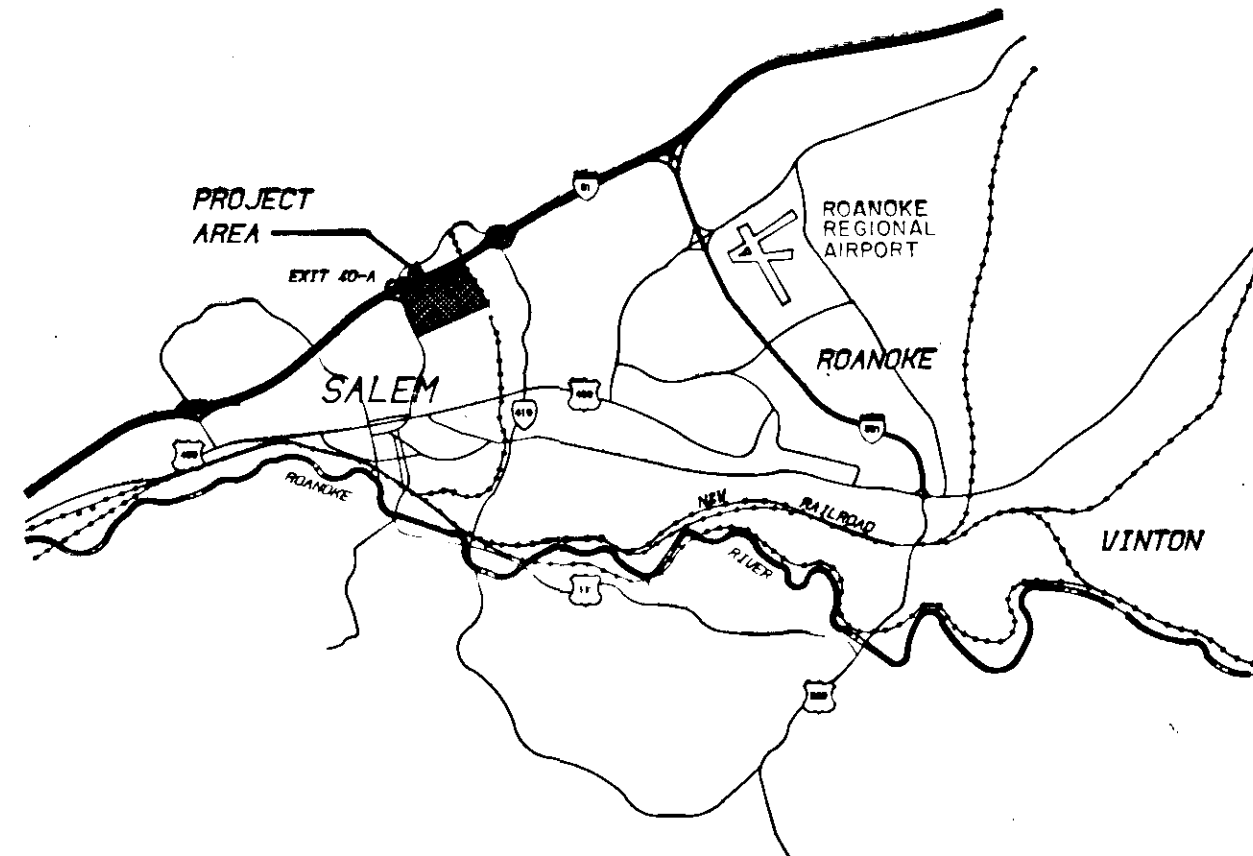 PROJECT
AREA
EXIT 40-A
81
ROANOKE
REGIONAL
AIRPORT
SALEM
ROANOKE
460
419
581
460
ROANOKE
N&W
RAILROAD
RIVER
VINTON
11